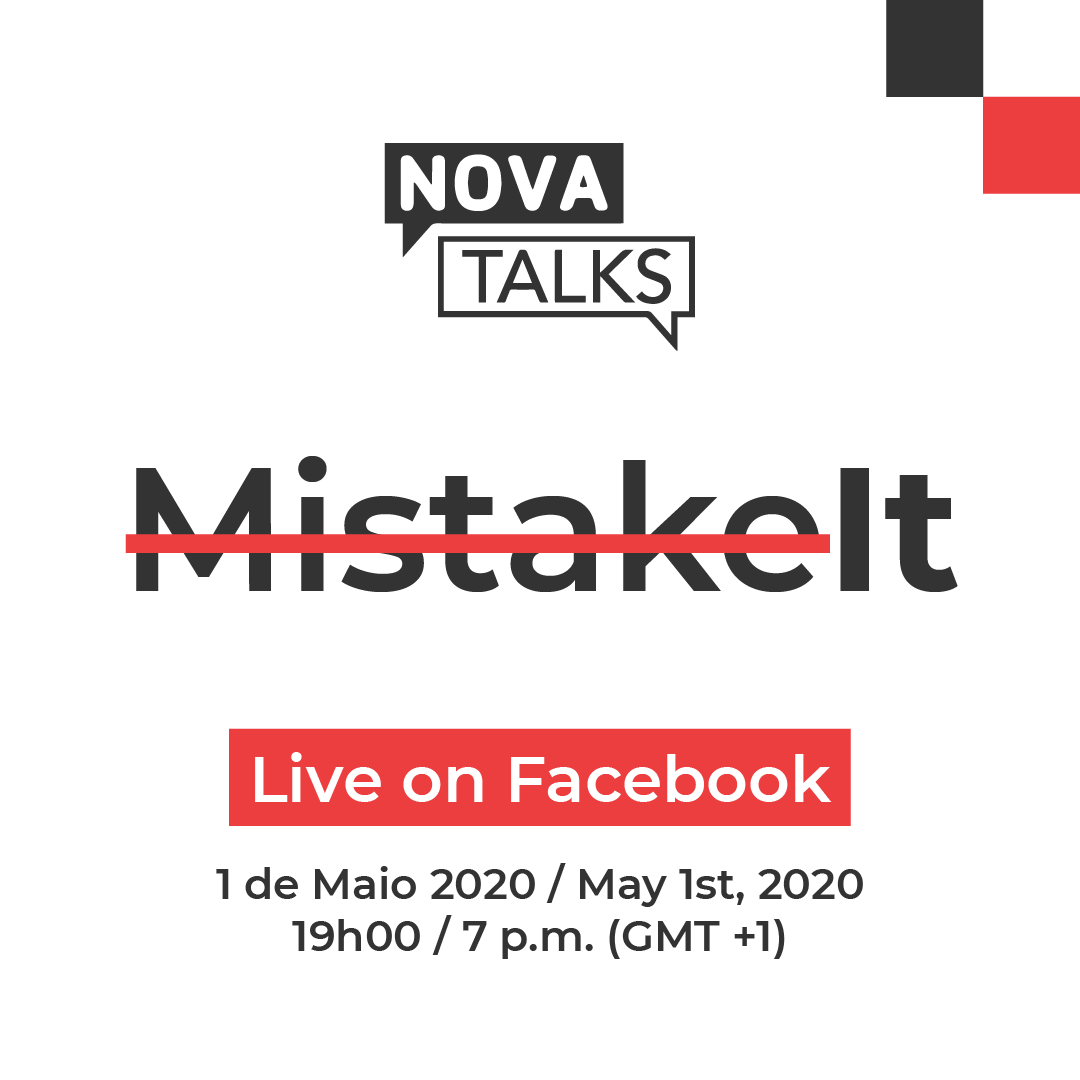 NOVA
TALKS
MistakeIt
Live on Facebook
1 de Maio 2020 / May 1st, 2020
19h00 / 7 p.m. (GMT +1)